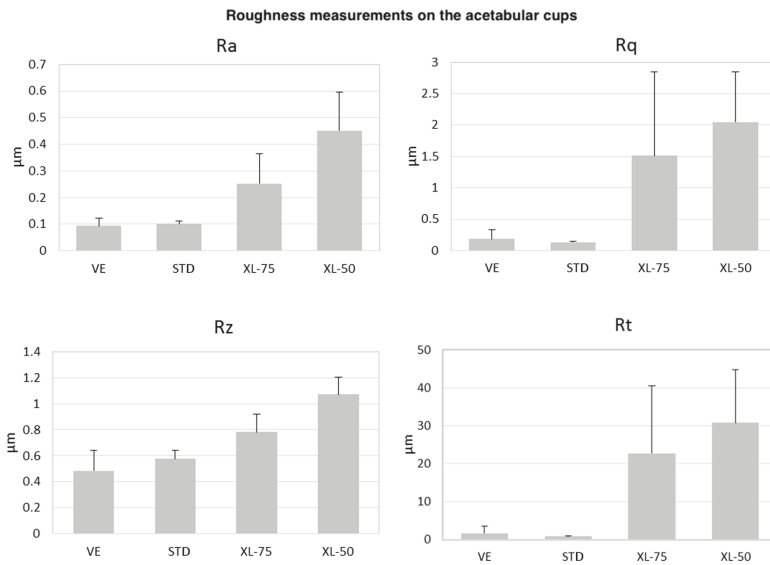 Roughness measurements on the acetabular cups
Ra
0.7
0.6
0.5
0.4
0.3
0.2
0.1
0
μm
VE STD XL-75 XL-50
Rq
3
2.5
2
1.5
1
0.5
0
μm
VE STD XL-75 XL-50
Rz
1.4
1.2
1
0.8
0.6
0.4
0.2
0
μm
VE STD XL-75 XL-50
Rt
50
40
30
20
10
0
μm
VE STD XL-75 XL-50